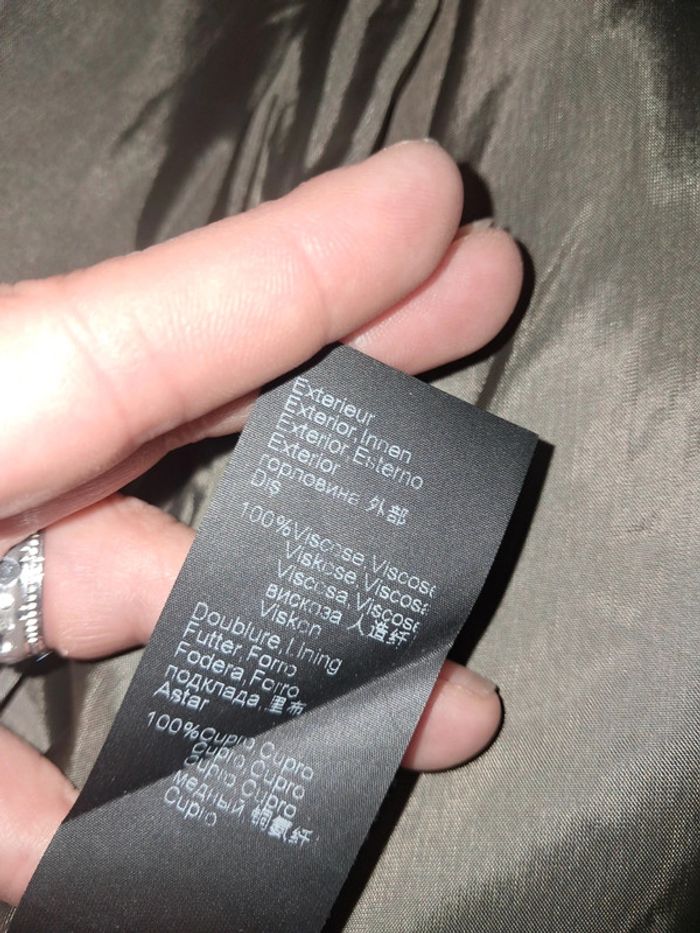 Exterieur
Exterior, Innen
Exterior, Esterno
Exterior
горловина 外部
Dış
100%Viscose, Viscose
Viskose, Viscose
Viscosa, Viscose
вискоза 人造纤
Viskon
Doublure, Lining
Futter, Forro
Fodera, Forro
подклада 里布
Astar
100%Cupro, Cupro
Cupro, Cupro
Cupro, Cupro
медный 铜氨纤
Cupro